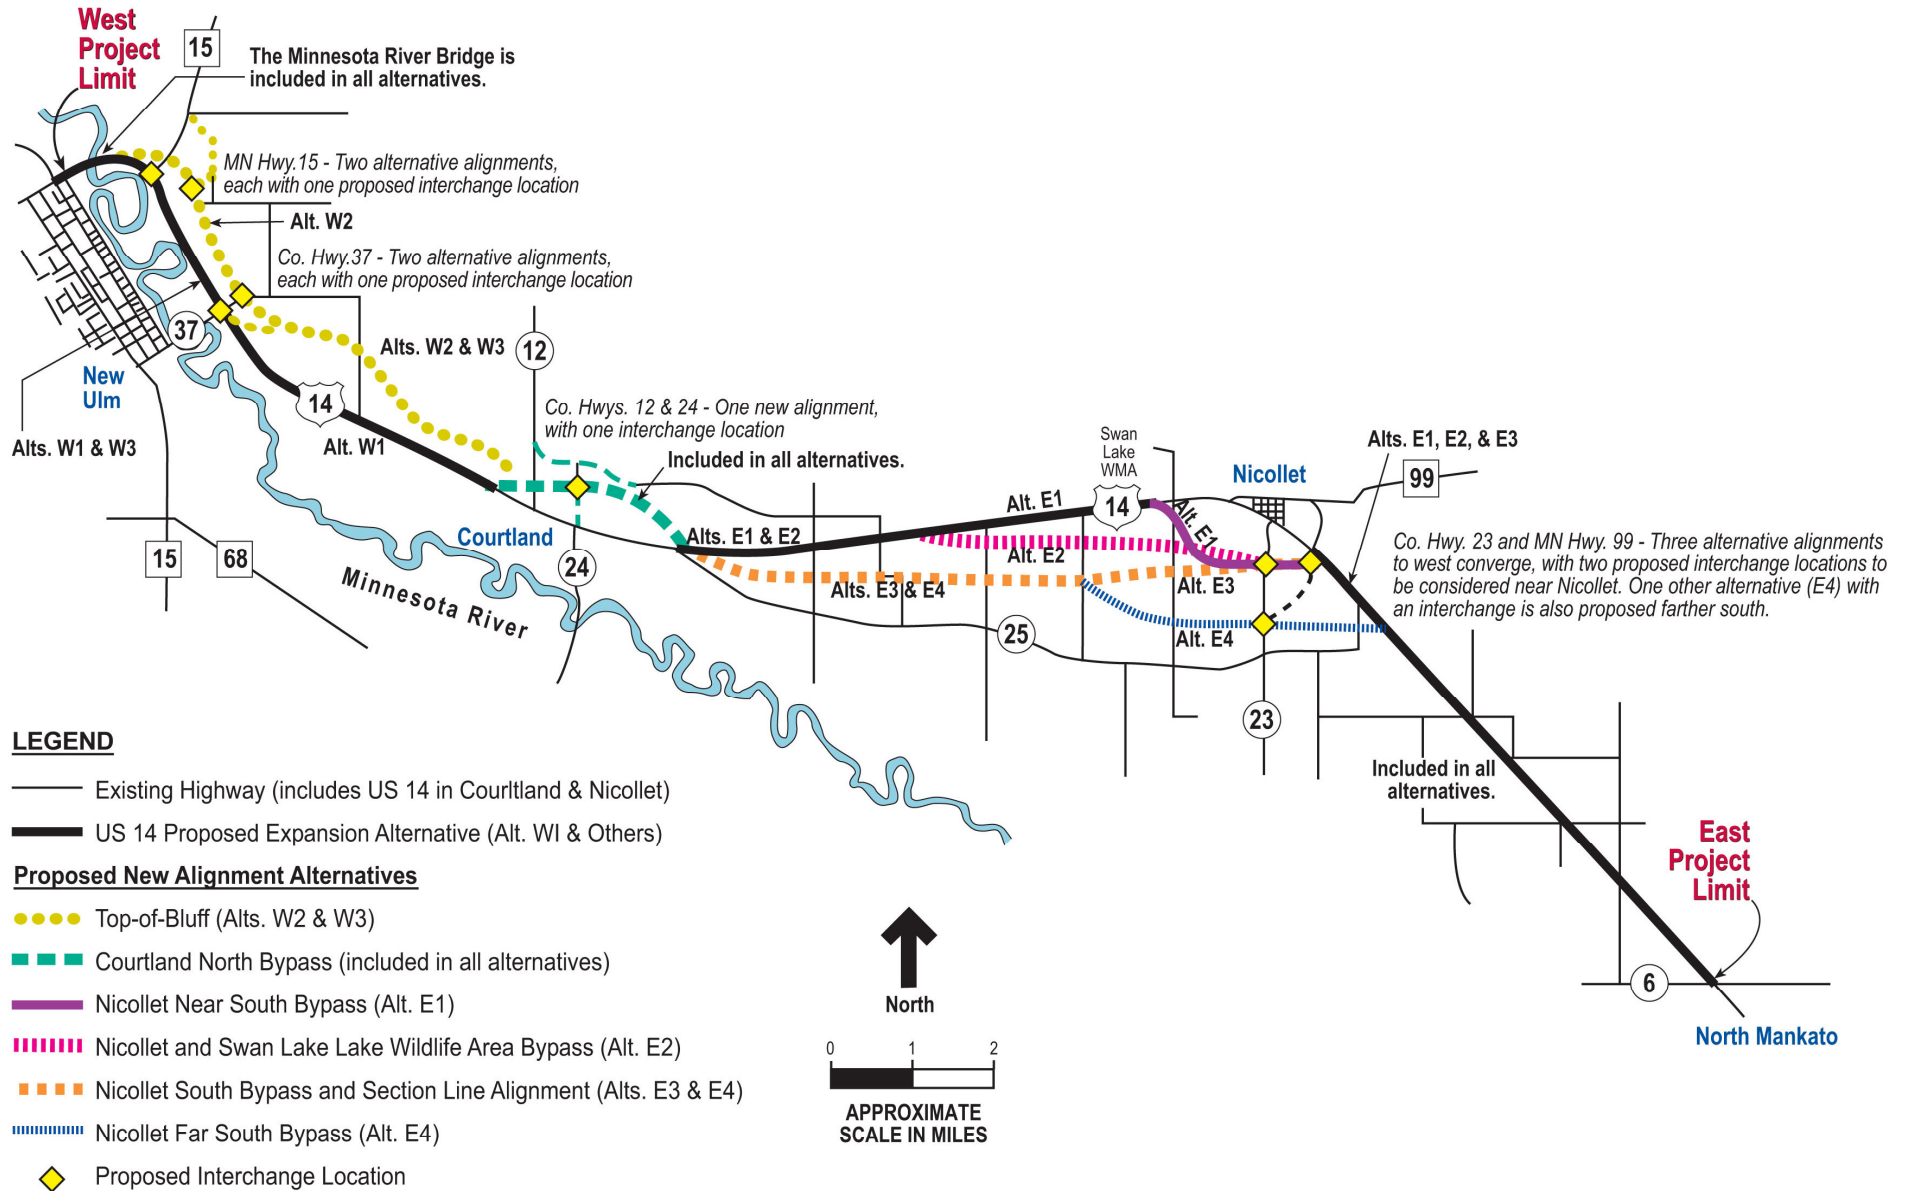 West
Project
Limit
15
The Minnesota River Bridge is
included in all alternatives.
MN Hwy.15 - Two alternative alignments,
each with one proposed interchange location
Alt. W2
Co. Hwy.37 - Two alternative alignments,
each with one proposed interchange location
37
Alts. W2 & W3
12
New
Ulm
14
Alts. W1 & W3
Alt. W1
Co. Hwys. 12 & 24 - One new alignment,
with one interchange location
Included in all alternatives.
Swan
Lake
WMA
Nicollet
Alts. E1, E2, & E3
99
Alt. E1
14
Alt. E1
15
68
Courtland
24
Minnesota River
Alts. E1 & E2
Alt. E2
Alts. E3 & E4
Alt. E3
Co. Hwy. 23 and MN Hwy. 99 - Three alternative alignments
to west converge, with two proposed interchange locations to
be considered near Nicollet. One other alternative (E4) with
an interchange is also proposed farther south.
25
Alt. E4
23
Included in all
alternatives.
East
Project
Limit
6
North Mankato
LEGEND
Existing Highway (includes US 14 in Courltland & Nicollet)
US 14 Proposed Expansion Alternative (Alt. WI & Others)
Proposed New Alignment Alternatives
Top-of-Bluff (Alts. W2 & W3)
Courtland North Bypass (included in all alternatives)
Nicollet Near South Bypass (Alt. E1)
Nicollet and Swan Lake Lake Wildlife Area Bypass (Alt. E2)
Nicollet South Bypass and Section Line Alignment (Alts. E3 & E4)
Nicollet Far South Bypass (Alt. E4)
Proposed Interchange Location
North
0 1 2
APPROXIMATE
SCALE IN MILES